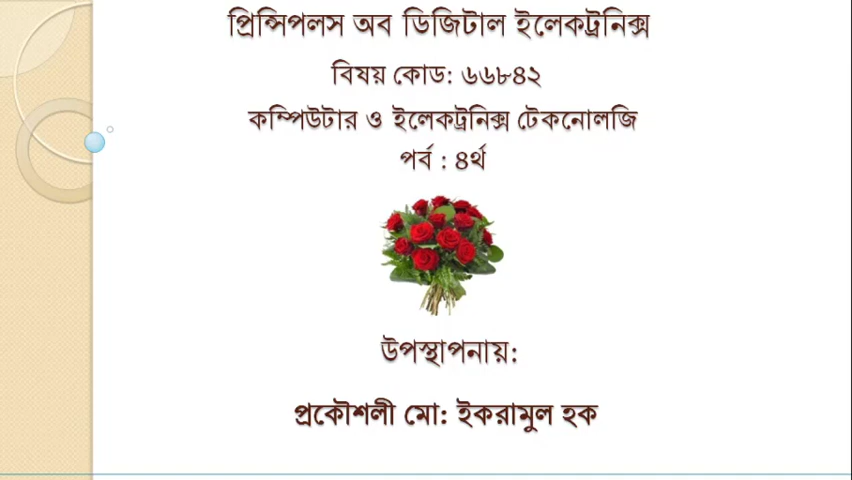 প্রিন্সিপলস অব ডিজিটাল ইলেকট্রনিক্স
বিষয় কোড: ৬৬৮৪২
কম্পিউটার ও ইলেকট্রনিক্স টেকনোলজি
পর্ব : ৪র্থ
উপস্থাপনায়:
প্রকৌশলী মো: ইকরামুল হক